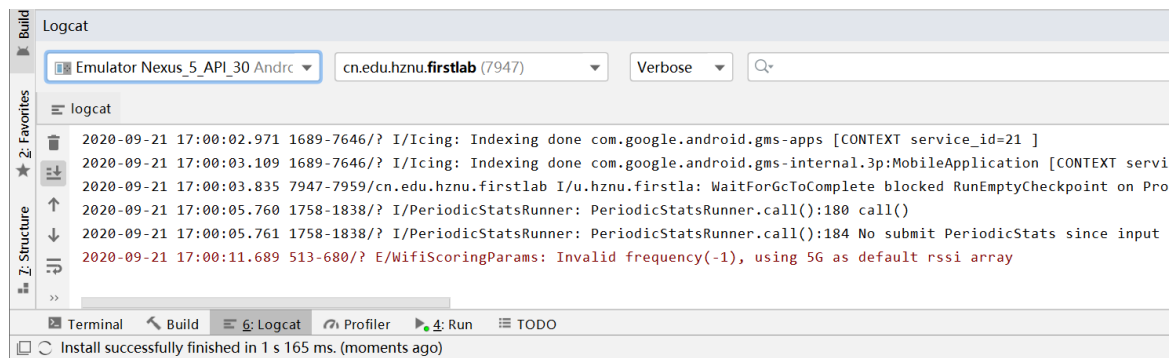 Build
Logcat
Emulator Nexus_5_API_30 Andrc
cn.edu.hznu.firstlab (7947)
Verbose
2: Favorites
logcat
2020-09-21 17:00:02.971 1689-7646/? I/Icing: Indexing done com.google.android.gms-apps [CONTEXT service_id=21 ]
2020-09-21 17:00:03.109 1689-7646/? I/Icing: Indexing done com.google.android.gms-internal.3p:MobileApplication [CONTEXT servi
2020-09-21 17:00:03.835 7947-7959/cn.edu.hznu.firstlab I/u.hznu.firstla: WaitForGcToComplete blocked RunEmptyCheckpoint on Pro
2020-09-21 17:00:05.760 1758-1838/? I/PeriodicStatsRunner: PeriodicStatsRunner.call():180 call()
2020-09-21 17:00:05.761 1758-1838/? I/PeriodicStatsRunner: PeriodicStatsRunner.call():184 No submit PeriodicStats since input
2020-09-21 17:00:11.689 513-680/? E/WifiScoringParams: Invalid frequency(-1), using 5G as default rssi array
Z: Structure
Terminal Build 6: Logcat Profiler 4: Run TODO
Install successfully finished in 1 s 165 ms. (moments ago)